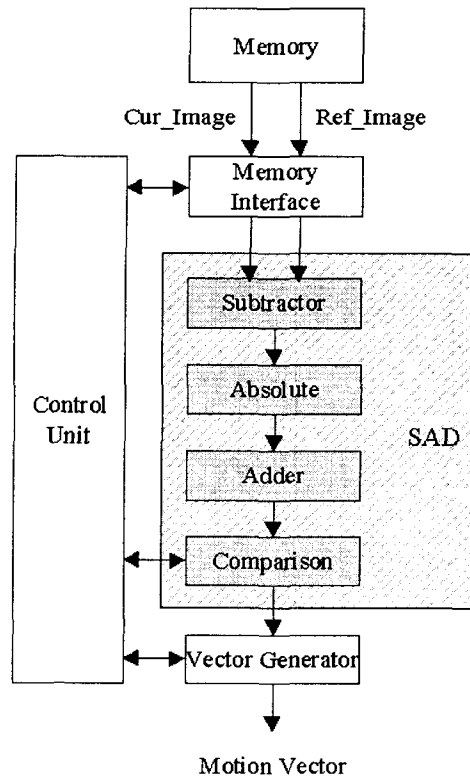 Memory
Cur_Image
Ref_Image
Memory
Interface
Subtractor
Absolute
Control
Unit
SAD
Adder
Comparison
Vector Generator
Motion Vector